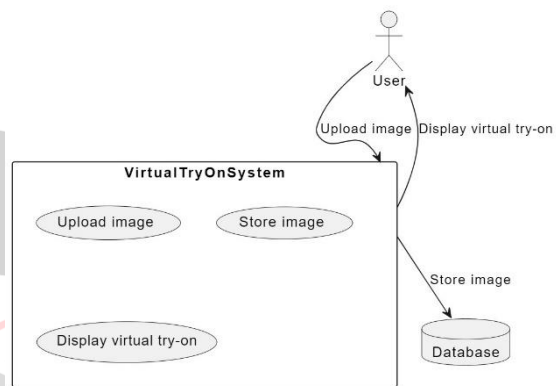 User
Upload image
Display virtual try-on
VirtualTryOnSystem
Upload image
Store image
Store image
Display virtual try-on
Database